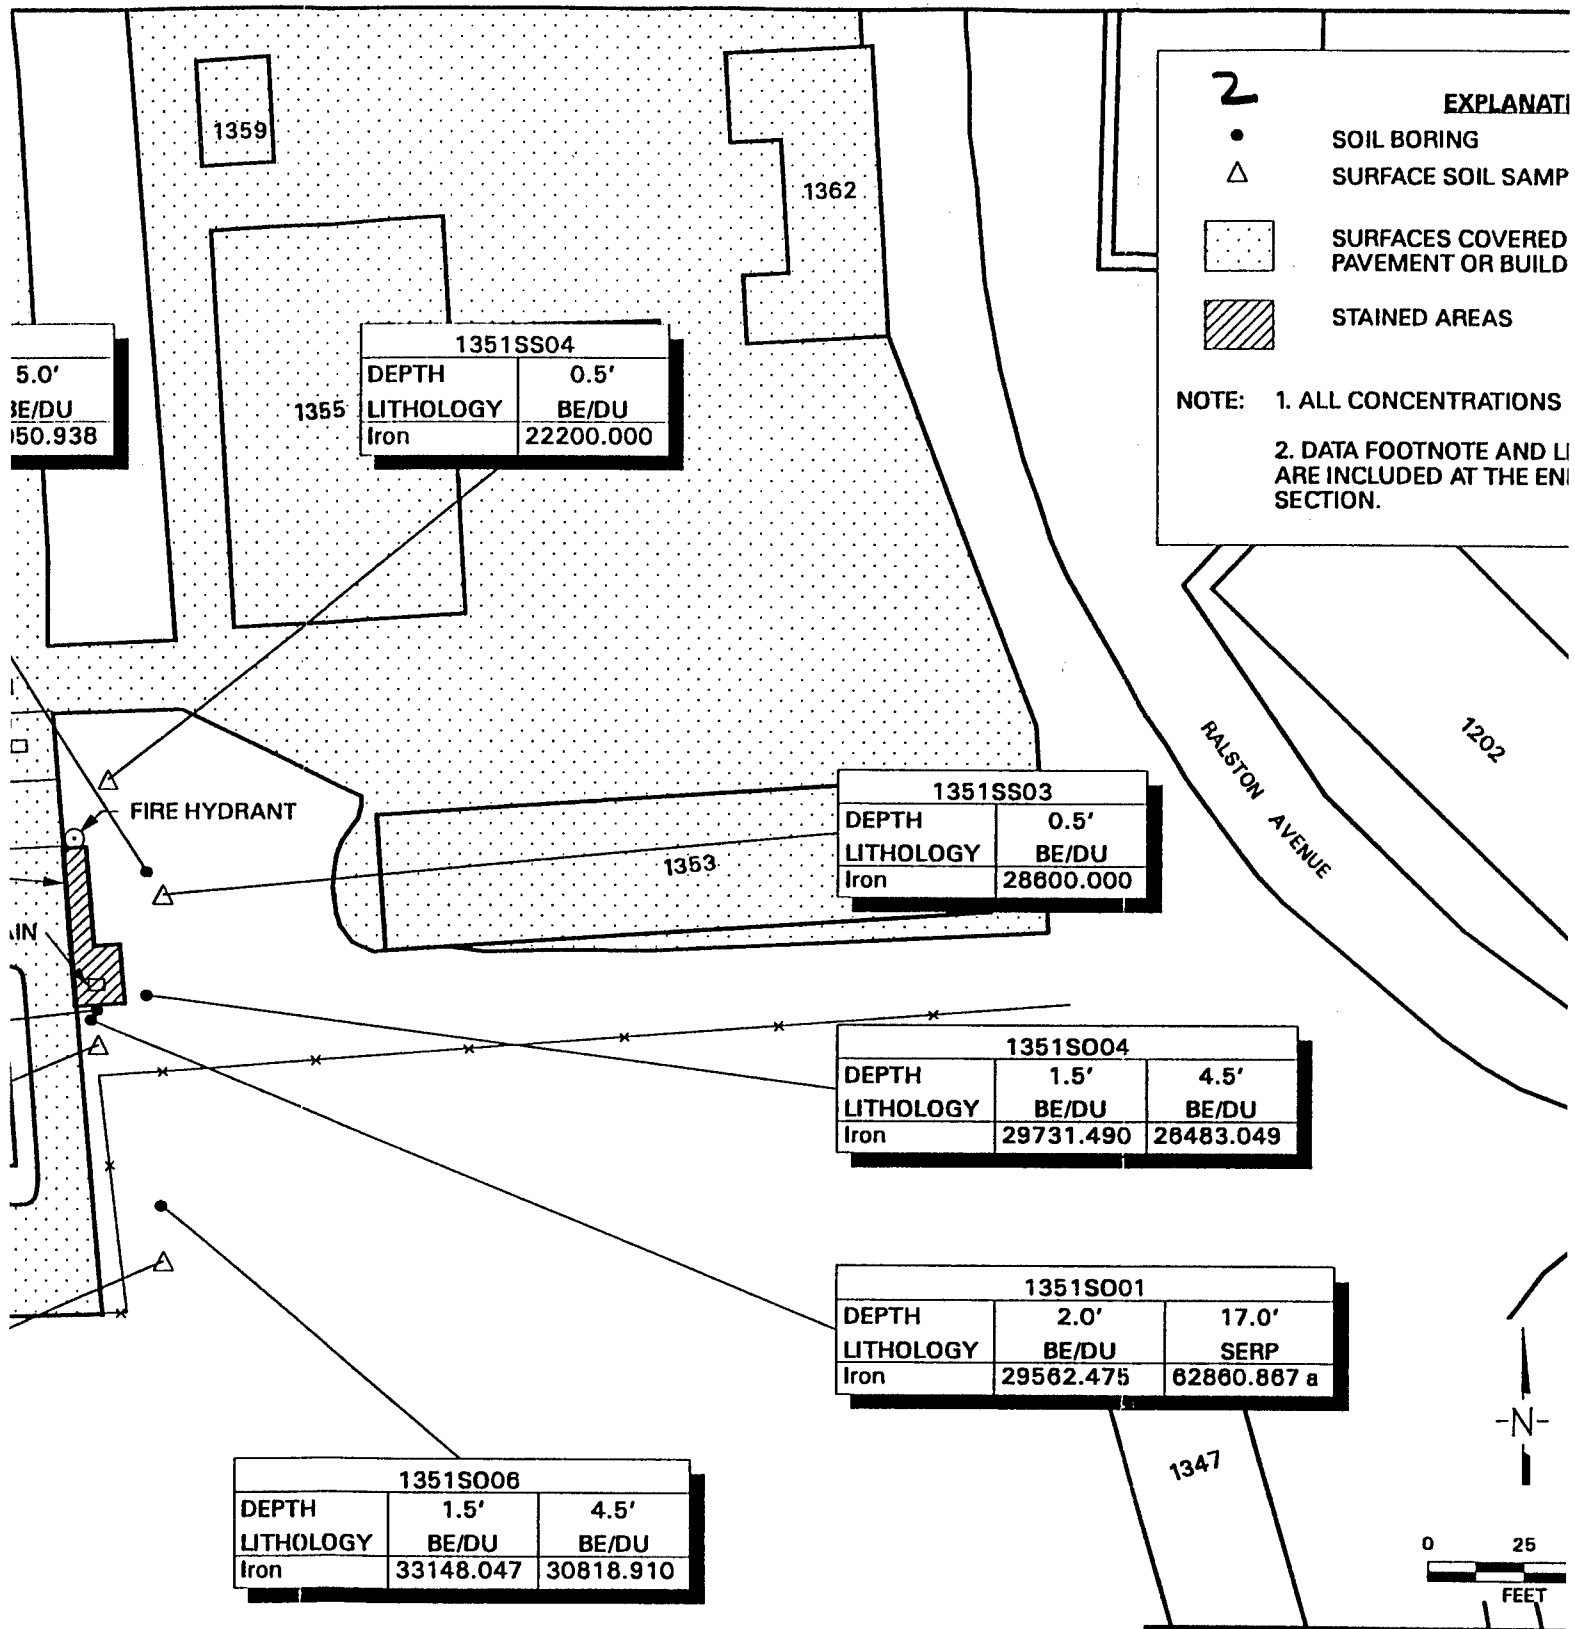 2
EXPLANATI
SOIL BORING
SURFACE SOIL SAMP
SURFACES COVERED
PAVEMENT OR BUILD
STAINED AREAS
NOTE: 1. ALL CONCENTRATIONS
2. DATA FOOTNOTE AND LI
ARE INCLUDED AT THE EN
SECTION.
1359
1362
1355
5.0'
BE/DU
050.938
1351SS04
DEPTH 0.5'
LITHOLOGY BE/DU
Iron 22200.000
1202
RALSTON AVENUE
FIRE HYDRANT
1353
1351SS03
DEPTH 0.5'
LITHOLOGY BE/DU
Iron 28600.000
IN
1351SO04
DEPTH 1.5' 4.5'
LITHOLOGY BE/DU BE/DU
Iron 29731.490 26483.049
1351SO01
DEPTH 2.0' 17.0'
LITHOLOGY BE/DU SERP
Iron 29562.475 62860.867 a
1351SO06
DEPTH 1.5' 4.5'
LITHOLOGY BE/DU BE/DU
Iron 33148.047 30818.910
1347
-N-
0 25
FEET